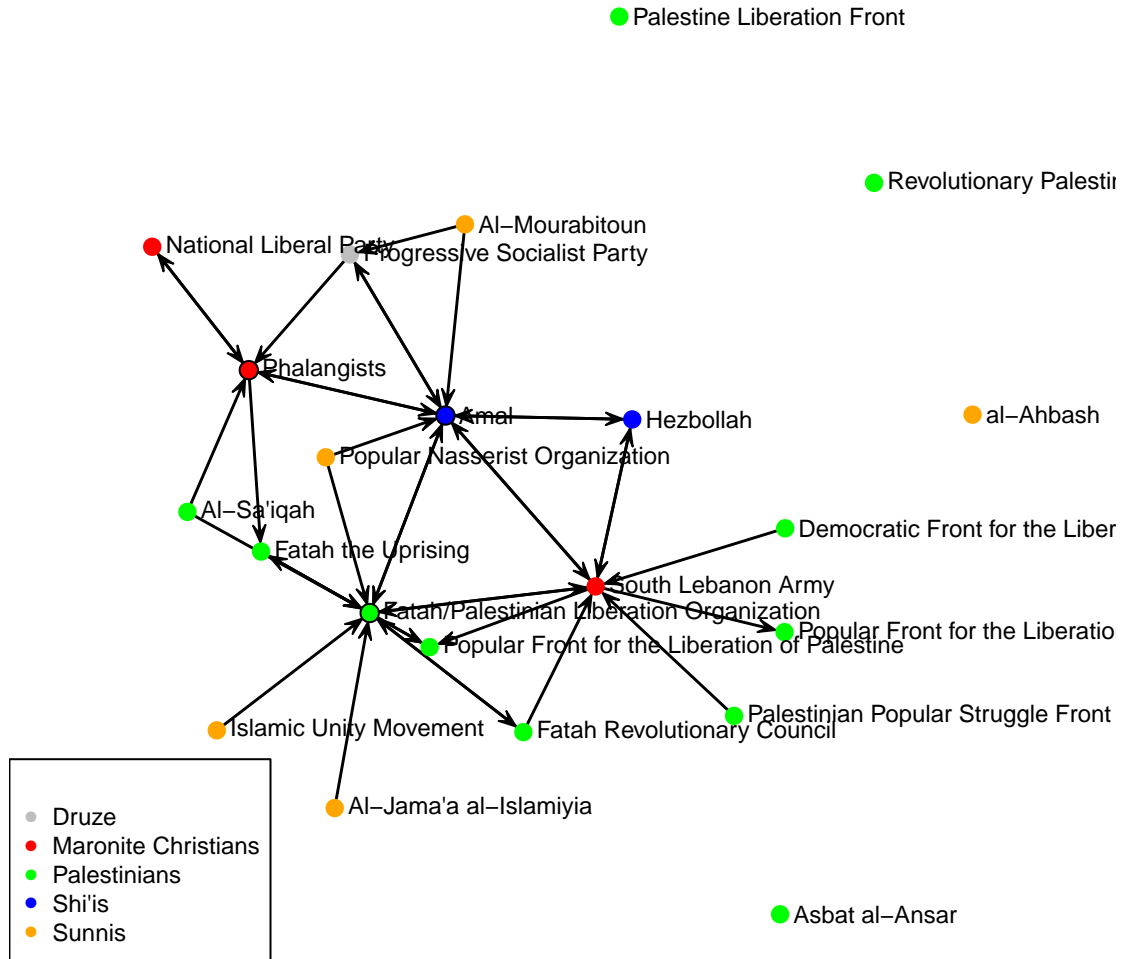 Palestine Liberation Front
Revolutionary Palesti
Al−Mourabitoun
National Liberal Party
Progressive Socialist Party
Phalangists
Amal
Hezbollah
al−Ahbash
Popular Nasserist Organization
Al−Sa'iqah
Democratic Front for the Liber
Fatah the Uprising
South Lebanon Army
Fatah/Palestinian Liberation Organization
Popular Front for the Liberatio
Popular Front for the Liberation of Palestine
Palestinian Popular Struggle Front
Islamic Unity Movement
Fatah Revolutionary Council
Al−Jama'a al−Islamiyia
Druze
Maronite Christians
Palestinians
Shi'is
Sunnis
Asbat al−Ansar